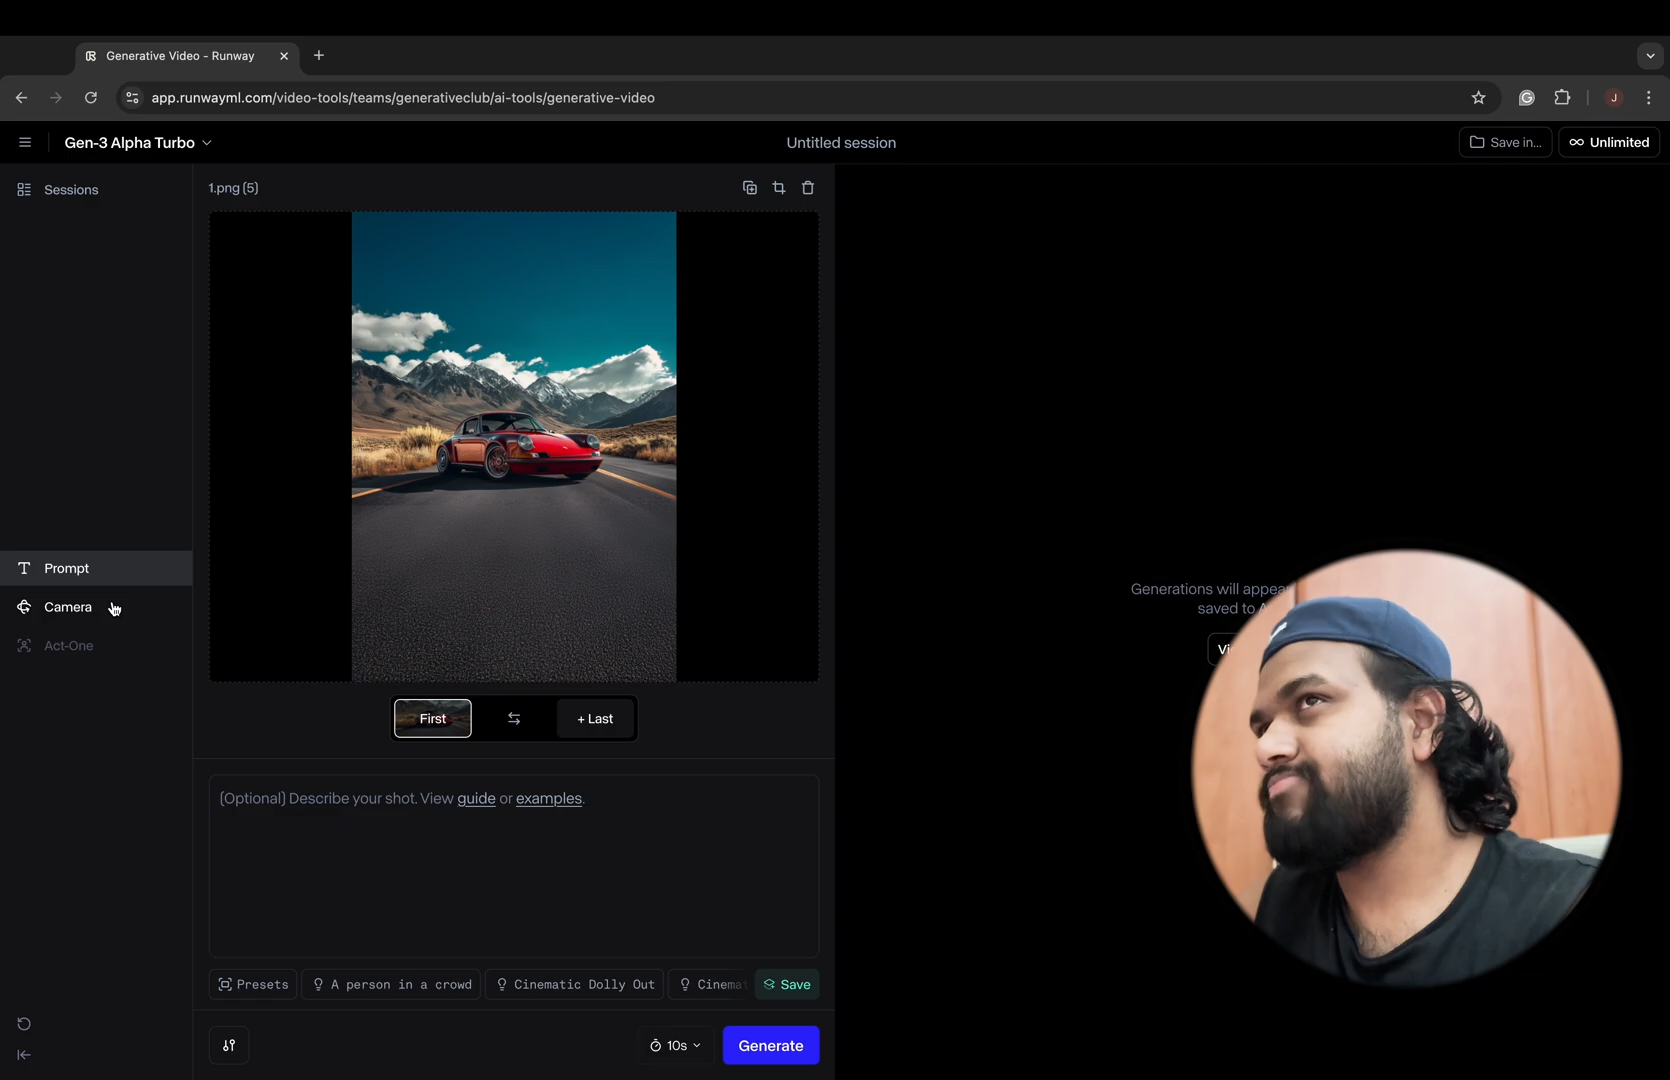 Generative Video - Runway
app.runwayml.com/video-tools/teams/generativeclub/ai-tools/generative-video
J
Gen-3 Alpha Turbo
Untitled session
Save in...
Unlimited
Sessions
1.png (5)
Prompt
Camera
Act-One
First
+ Last
(Optional) Describe your shot. View guide or examples.
Presets
A person in a crowd
Cinematic Dolly Out
Cinemat
Save
10s
Generate
Generations will appea
saved to